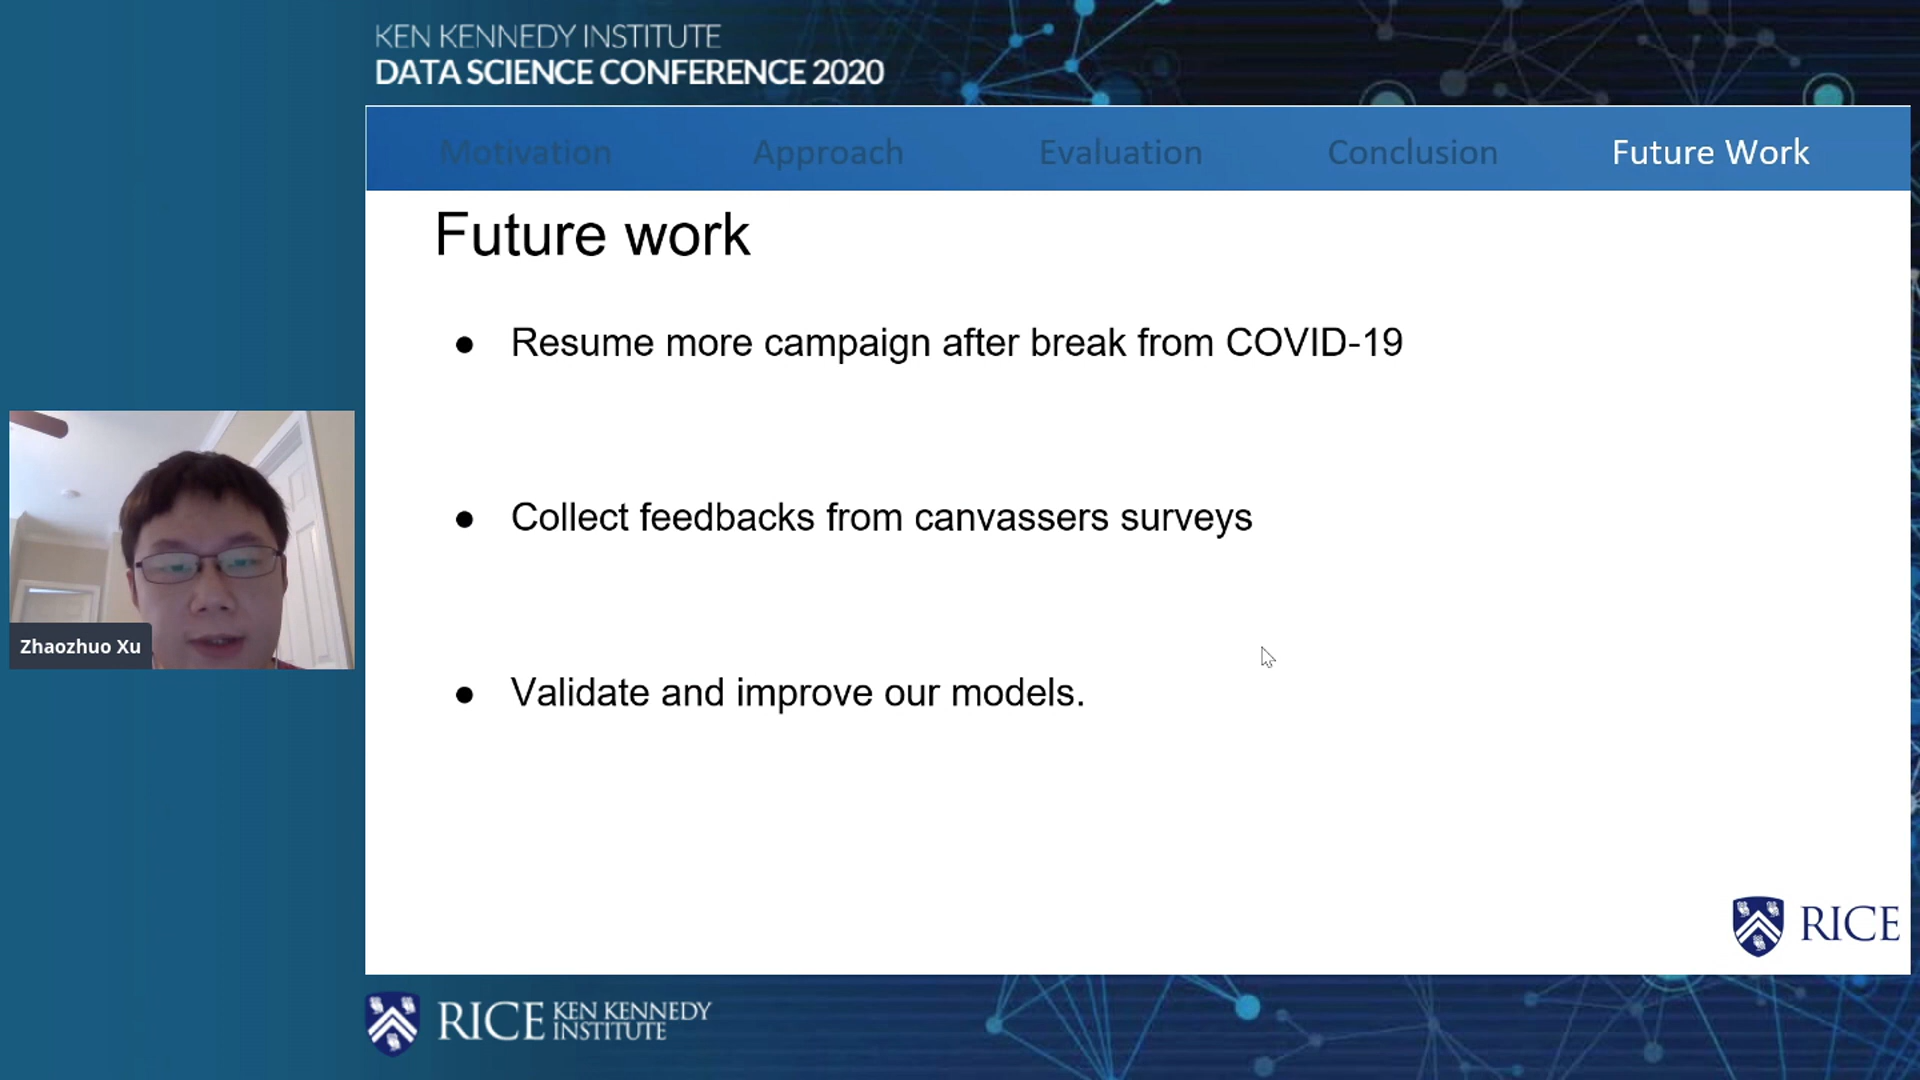 KEN KENNEDY INSTITUTE
DATA SCIENCE CONFERENCE 2020
Motivation Approach Evaluation Conclusion Future Work
Future work
● Resume more campaign after break from COVID-19
● Collect feedbacks from canvassers surveys
Zhaozhuo Xu
● Validate and improve our models.
RICE
RICE KEN KENNEDY
INSTITUTE